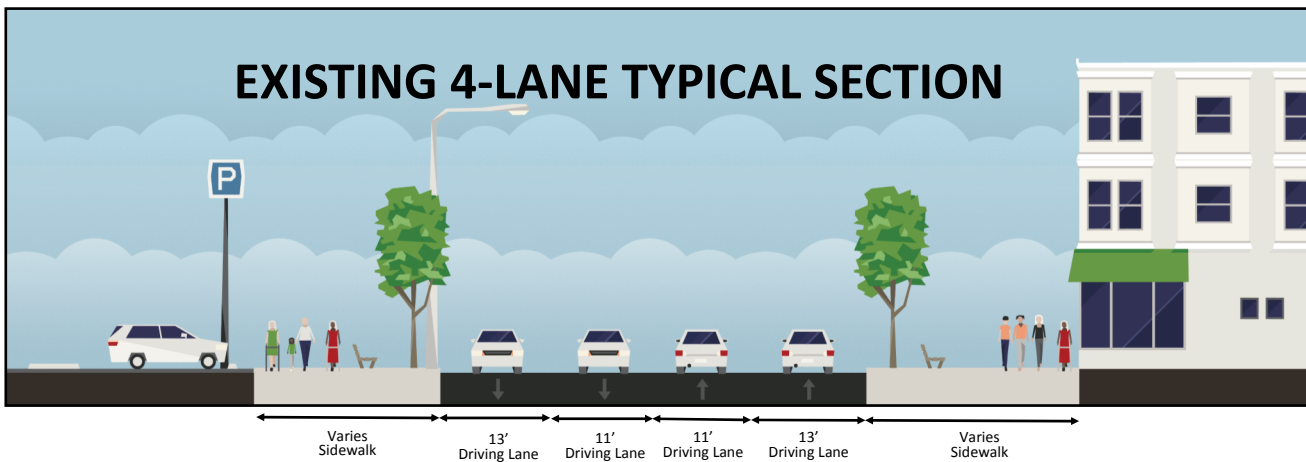 EXISTING 4-LANE TYPICAL SECTION
P
Varies
Sidewalk
13'
Driving Lane
11'
Driving Lane
11'
Driving Lane
13'
Driving Lane
Varies
Sidewalk